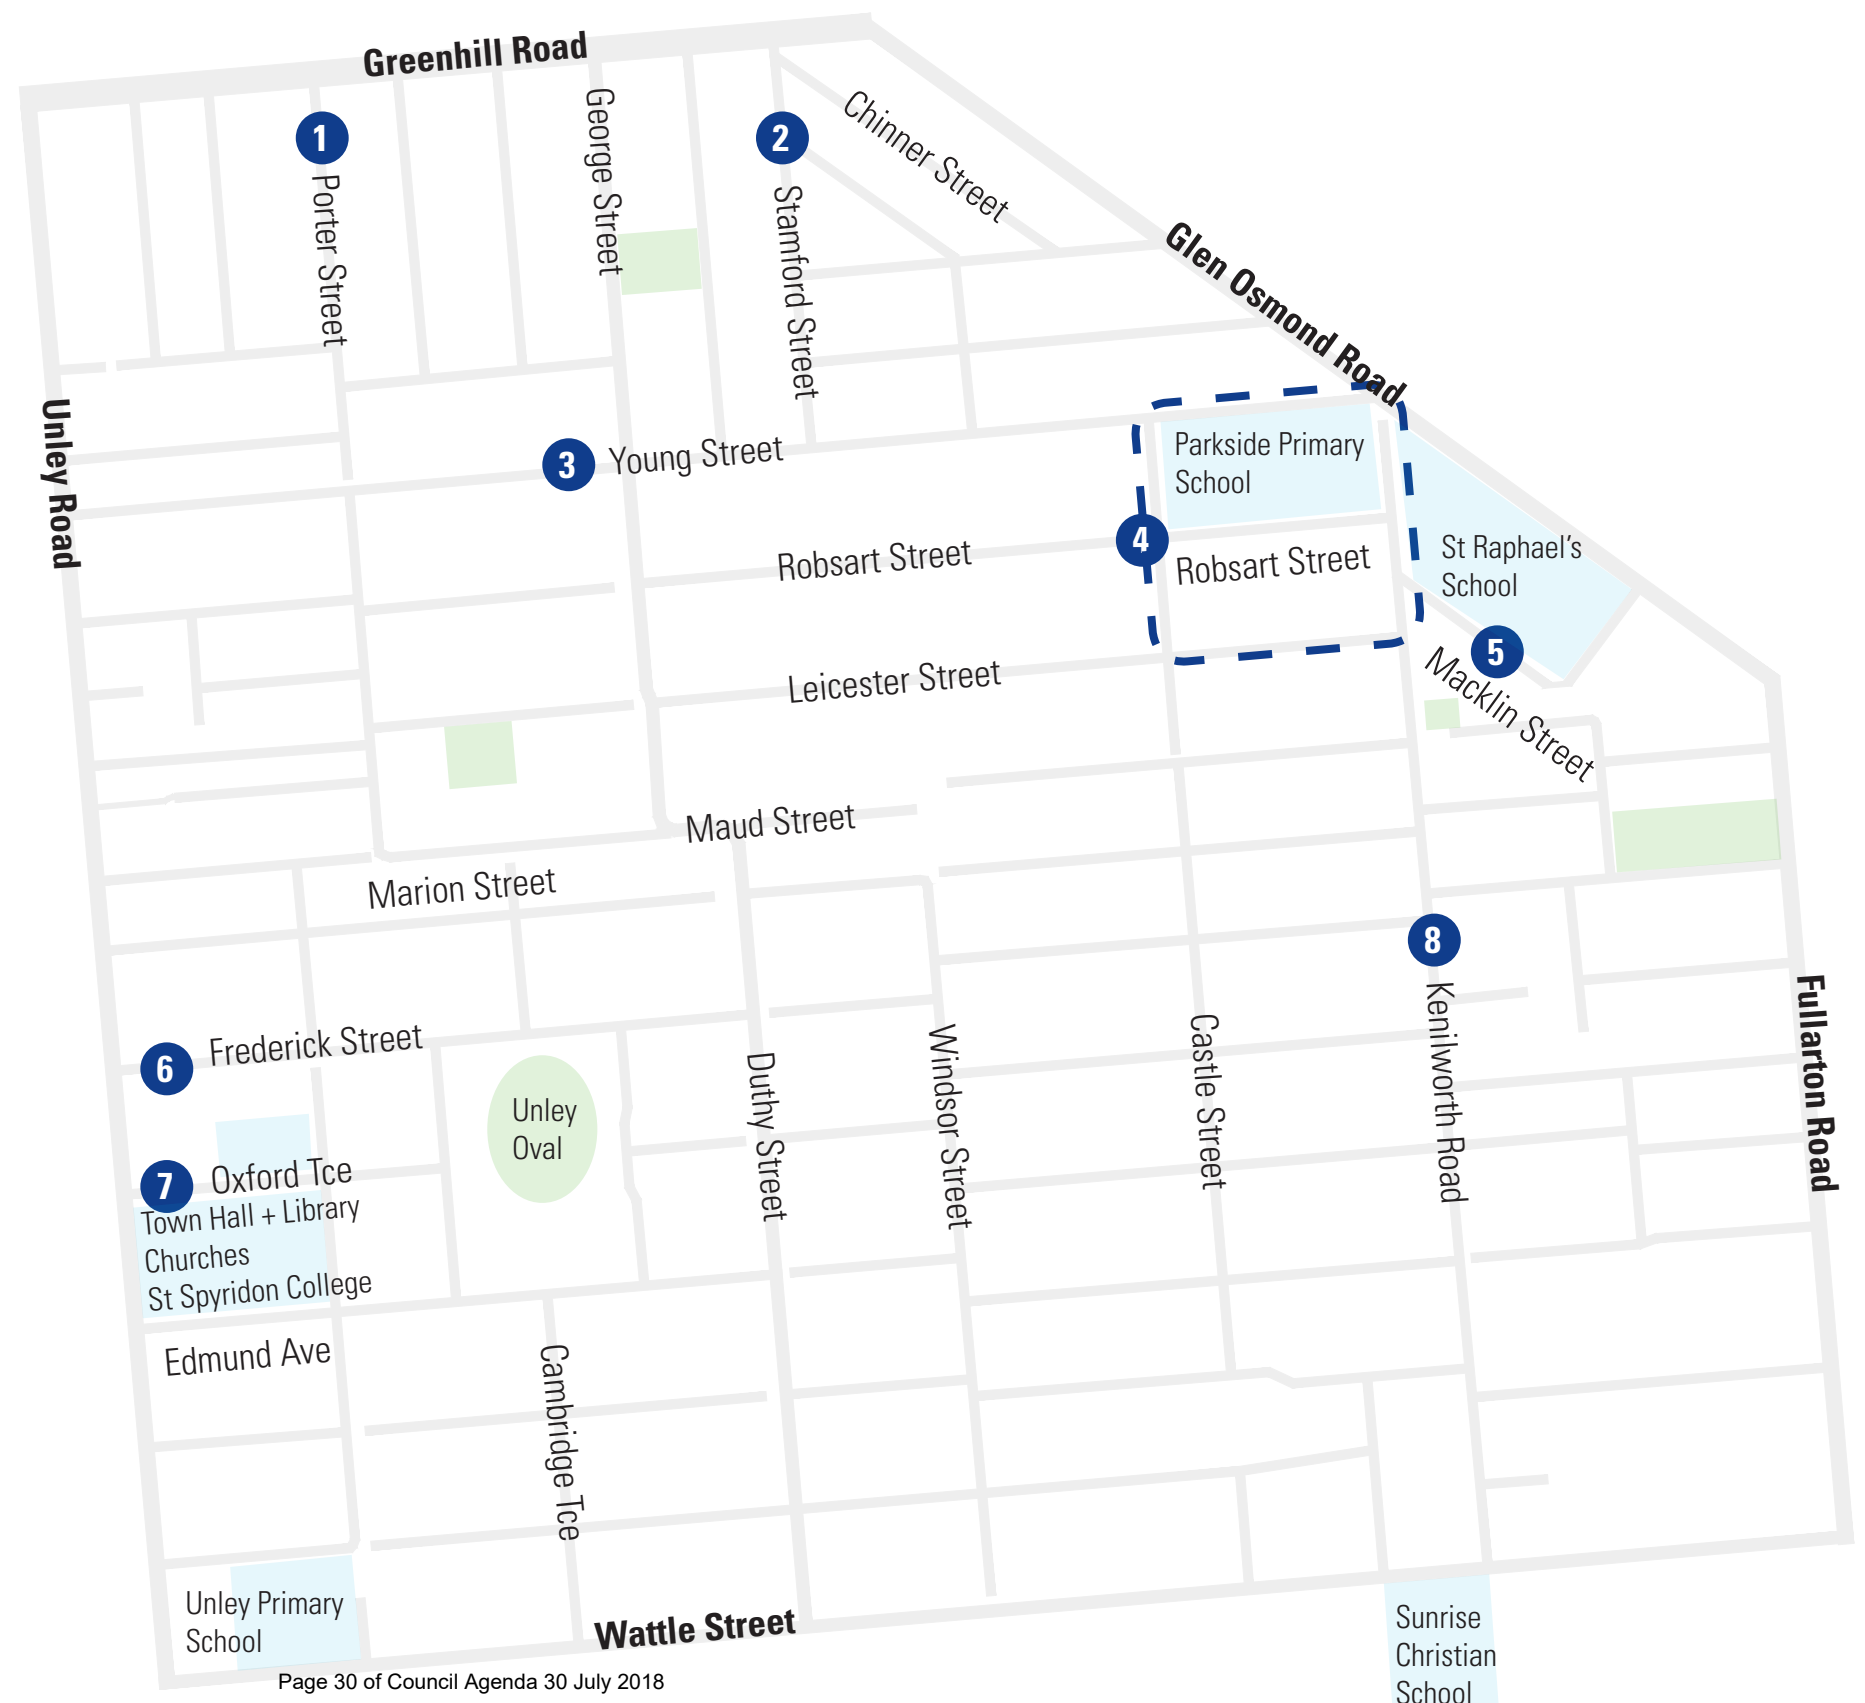 Greenhill Road
1
2
George Street
Chinner Street
Porter Street
Stamford Street
Glen Osmond Road
Unley Road
3
Young Street
Parkside Primary
School
4
Robsart Street
Robsart Street
St Raphael's
School
5
Macklin Street
Leicester Street
Maud Street
Marion Street
8
Kenilworth Road
Fullarton Road
6
Frederick Street
Duthy Street
Windsor Street
Castle Street
Unley
Oval
7
Oxford Tce
Town Hall + Library
Churches
St Spyridon College
Edmund Ave
Cambridge Tce
Unley Primary
School
Wattle Street
Sunrise
Christian
School
Page 30 of Council Agenda 30 July 2018